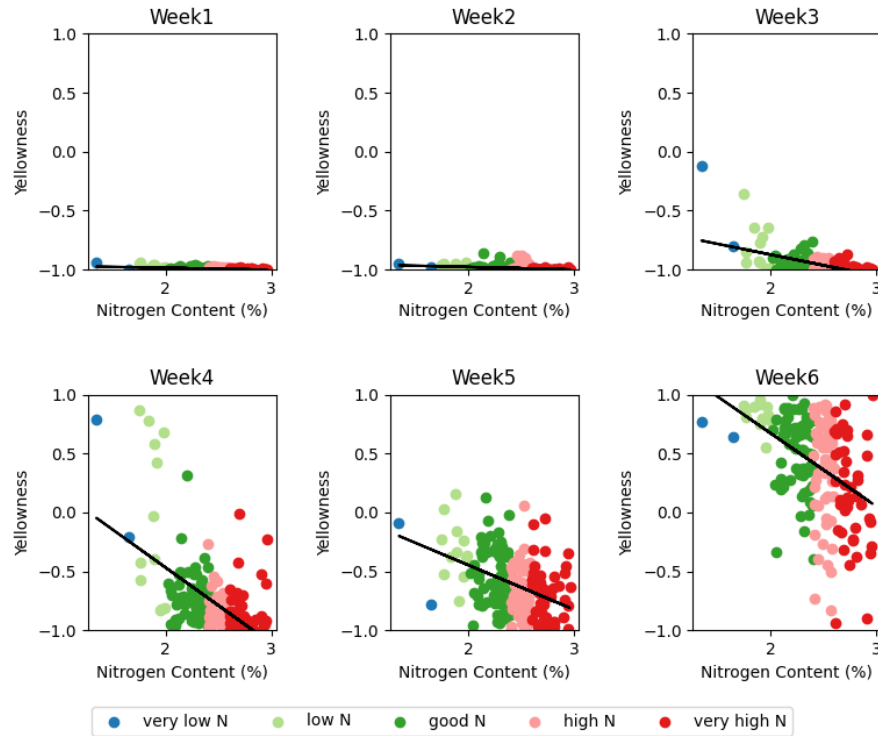 Week1 Week2 Week3
1.0 1.0 1.0
0.5 0.5 0.5
0.0 0.0 0.0
−0.5 −0.5 −0.5
−1.0 −1.0 −1.0
Yellowness Yellowness Yellowness
2 3 2 3 2 3
Nitrogen Content (%) Nitrogen Content (%) Nitrogen Content (%)
Week4 Week5 Week6
1.0 1.0 1.0
0.5 0.5 0.5
0.0 0.0 0.0
−0.5 −0.5 −0.5
−1.0 −1.0 −1.0
Yellowness Yellowness Yellowness
2 3 2 3 2 3
Nitrogen Content (%) Nitrogen Content (%) Nitrogen Content (%)
very low N low N good N high N very high N